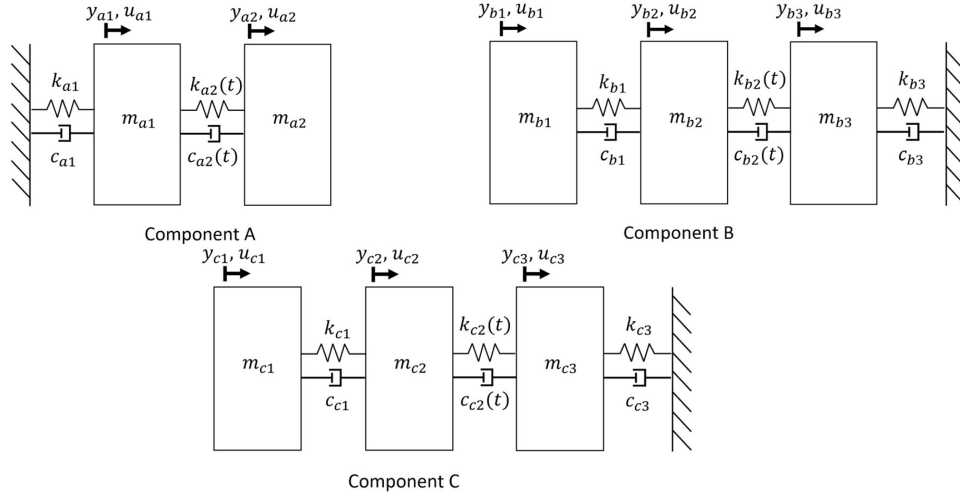 y_{a1}, u_{a1} y_{a2}, u_{a2}
k_{a1} k_{a2}(t)
m_{a1} m_{a2}
c_{a1} c_{a2}(t)
Component A
y_{b1}, u_{b1} y_{b2}, u_{b2} y_{b3}, u_{b3}
k_{b1} k_{b2}(t) k_{b3}
m_{b1} m_{b2} m_{b3}
c_{b1} c_{b2}(t) c_{b3}
Component B
y_{c1}, u_{c1} y_{c2}, u_{c2} y_{c3}, u_{c3}
k_{c1} k_{c2}(t) k_{c3}
m_{c1} m_{c2} m_{c3}
c_{c1} c_{c2}(t) c_{c3}
Component C